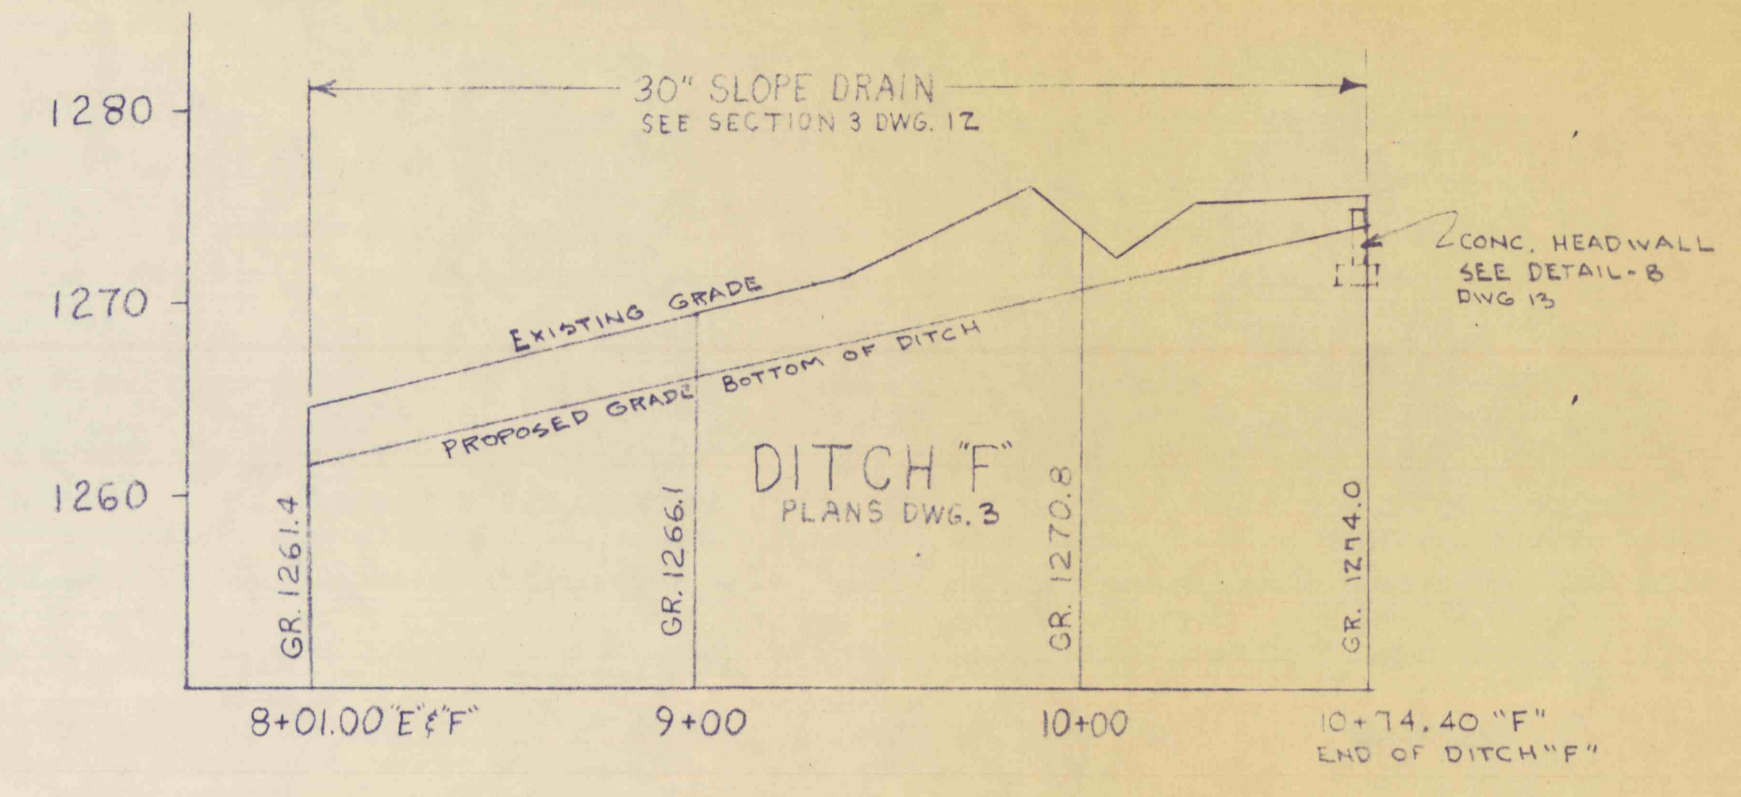 30" SLOPE DRAIN
SEE SECTION 3 DWG. 12
1280
1270
1260
EXISTING GRADE
PROPOSED GRADE BOTTOM OF DITCH
CONC. HEADWALL
SEE DETAIL-8
DWG 13
DITCH "F"
PLANS DWG. 3
GR. 1261.4
GR. 1266.1
GR. 1270.8
GR. 1274.0
8+01.00 "E" & "F"
9+00
10+00
10+74.40 "F"
END OF DITCH "F"